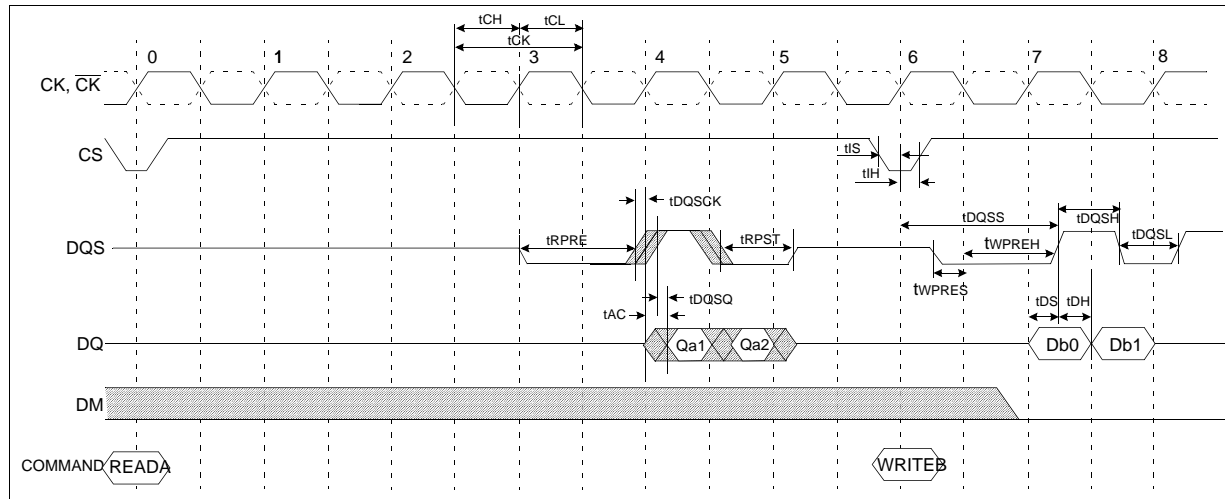 tCH tCL
tCK
0 1 2 3 4 5 6 7 8
CK, CK
CS
tIS
tIH
tDQSCK
tDQSS
tDQSH
DQS
tRPRE
tRPST
tWPREH
tDQSL
tWPRES
tDQSQ
tAC
tDS
tDH
DQ
Qa1
Qa2
Db0
Db1
DM
COMMAND
READA
WRITEB